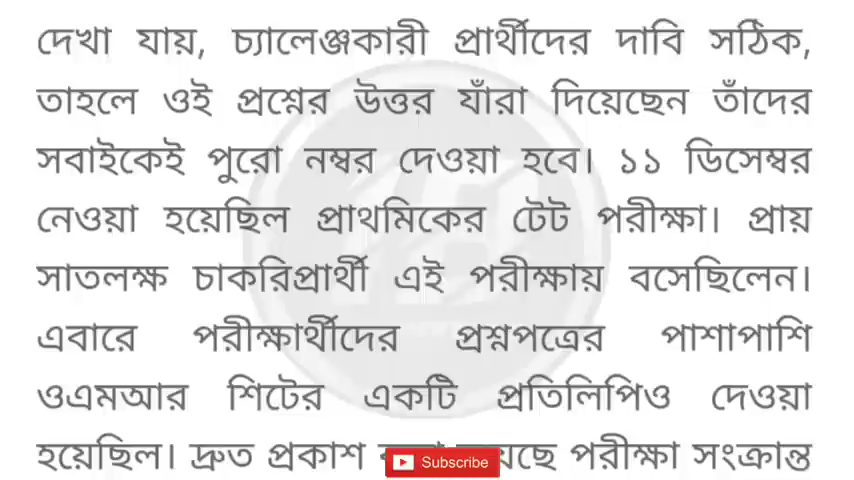 দেখা যায়, চ্যালেঞ্জকারী প্রার্থীদের দাবি সঠিক,
তাহলে ওই প্রশ্নের উত্তর যাঁরা দিয়েছেন তাঁদের
সবাইকেই পুরো নম্বর দেওয়া হবে। ১১ ডিসেম্বর
নেওয়া হয়েছিল প্রাথমিকের টেট পরীক্ষা। প্রায়
সাতলক্ষ চাকরিপ্রার্থী এই পরীক্ষায় বসেছিলেন।
এবারে পরীক্ষার্থীদের প্রশ্নপত্রের পাশাপাশি
ওএমআর শিটের একটি প্রতিলিপিও দেওয়া
হয়েছিল। দ্রুত প্রকাশ পরীক্ষা সংক্রান্ত
Subscribe